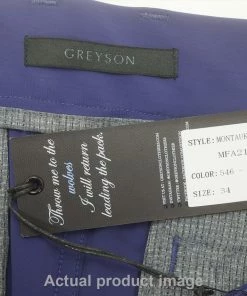 GREYSON
Throw me to the
wolves
I will return
leading the pack.
STYLE: MONTAUK
MFA21
COLOR: 546 -
SIZE: 34
Actual product image